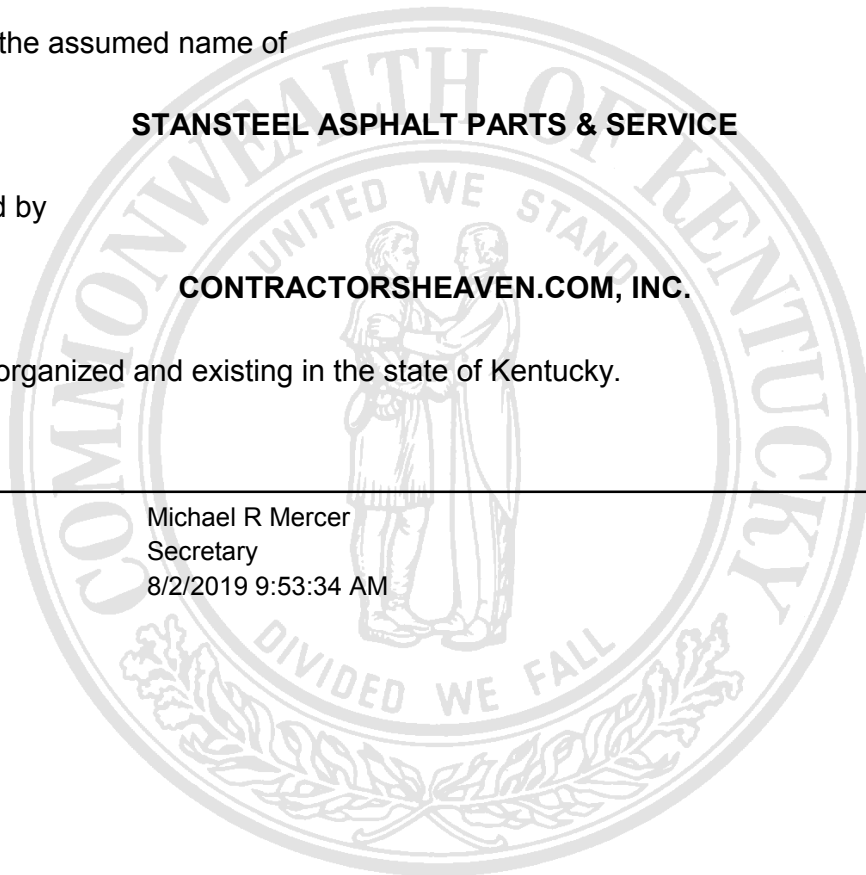 the assumed name of
STANSTEEL ASPHALT PARTS & SERVICE
d by
CONTRACTORSHEAVEN.COM, INC.
organized and existing in the state of Kentucky.
Michael R Mercer
Secretary
8/2/2019 9:53:34 AM
COMMONWEALTH OF KENTUCKY
UNITED WE STAND
DIVIDED WE FALL